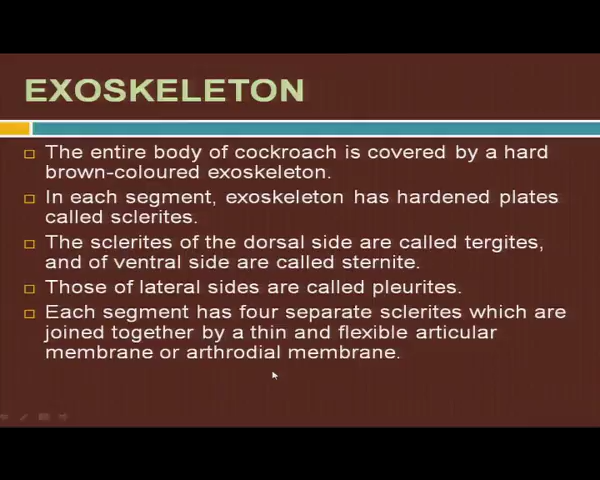 EXOSKELETON
The entire body of cockroach is covered by a hard
brown-coloured exoskeleton.
In each segment, exoskeleton has hardened plates
called sclerites.
The sclerites of the dorsal side are called tergites,
and of ventral side are called sternite.
Those of lateral sides are called pleurites.
Each segment has four separate sclerites which are
joined together by a thin and flexible articular
membrane or arthrodial membrane.